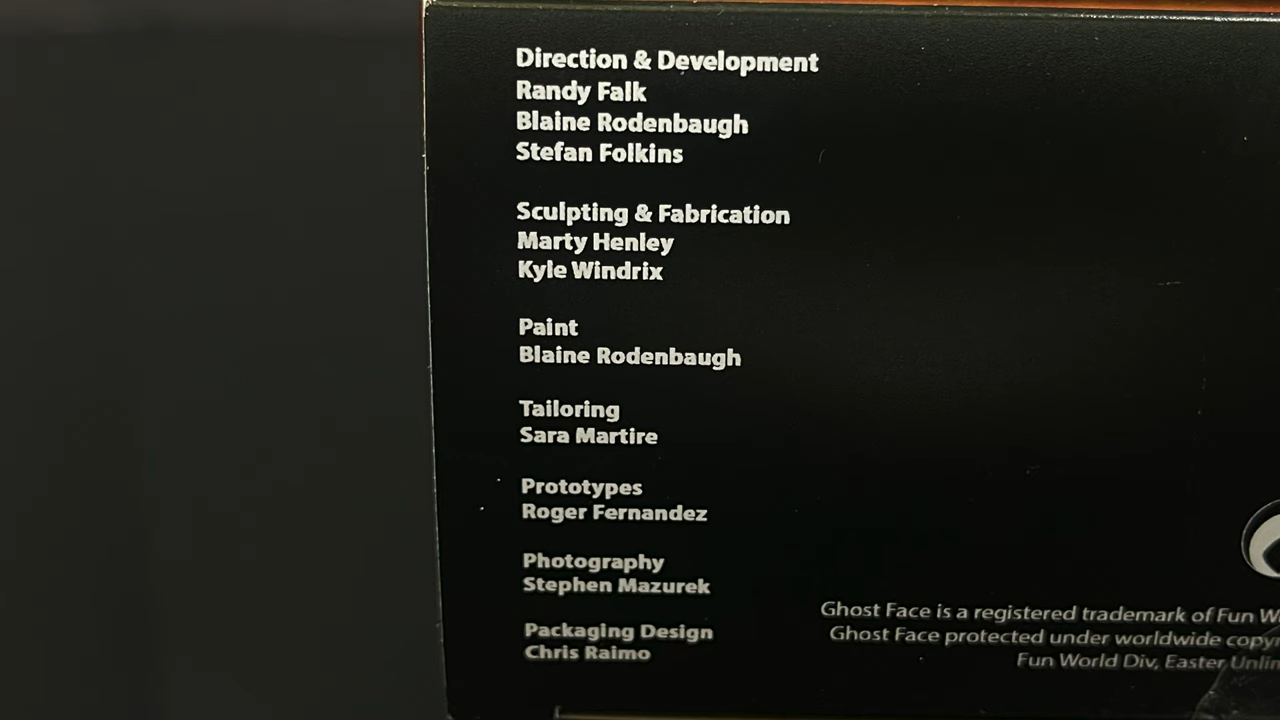 Direction & Development
Randy Falk
Blaine Rodenbaugh
Stefan Folkins
Sculpting & Fabrication
Marty Henley
Kyle Windrix
Paint
Blaine Rodenbaugh
Tailoring
Sara Martire
Prototypes
Roger Fernandez
Photography
Stephen Mazurek
Packaging Design
Chris Raimo
Ghost Face is a registered trademark of Fun
Ghost Face protected under worldwide
Fun World Div, Easter